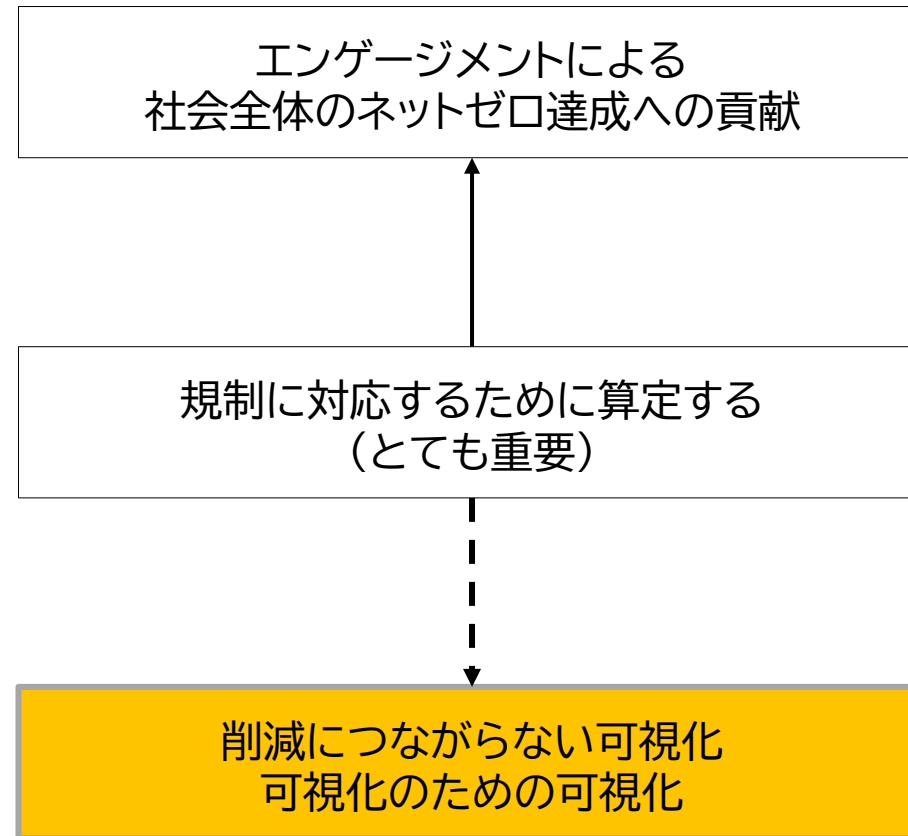 エンゲージメントによる
社会全体のネットゼロ達成への貢献
規制に対応するために算定する
（とても重要）
削減につながらない可視化
可視化のための可視化